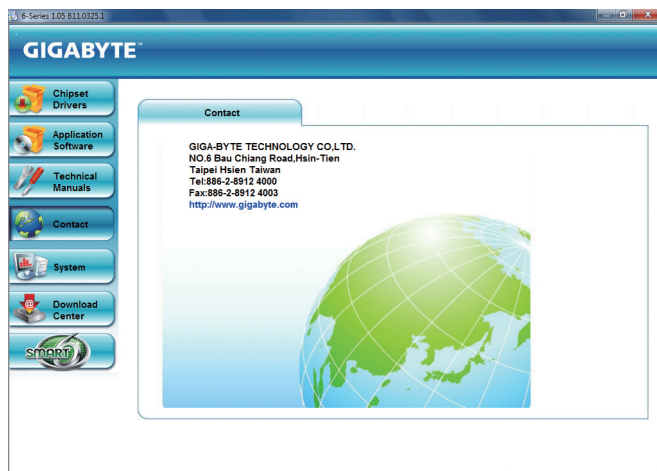 6-Series 1.05 B11.0325.1
GIGABYTE™
Chipset
Drivers
Application
Software
Technical
Manuals
Contact
System
Download
Center
SMART6
Contact
GIGA-BYTE TECHNOLOGY CO,LTD.
NO.6 Bau Chiang Road,Hsin-Tien
Taipei Hsien Taiwan
Tel:886-2-8912 4000
Fax:886-2-8912 4003
http://www.gigabyte.com